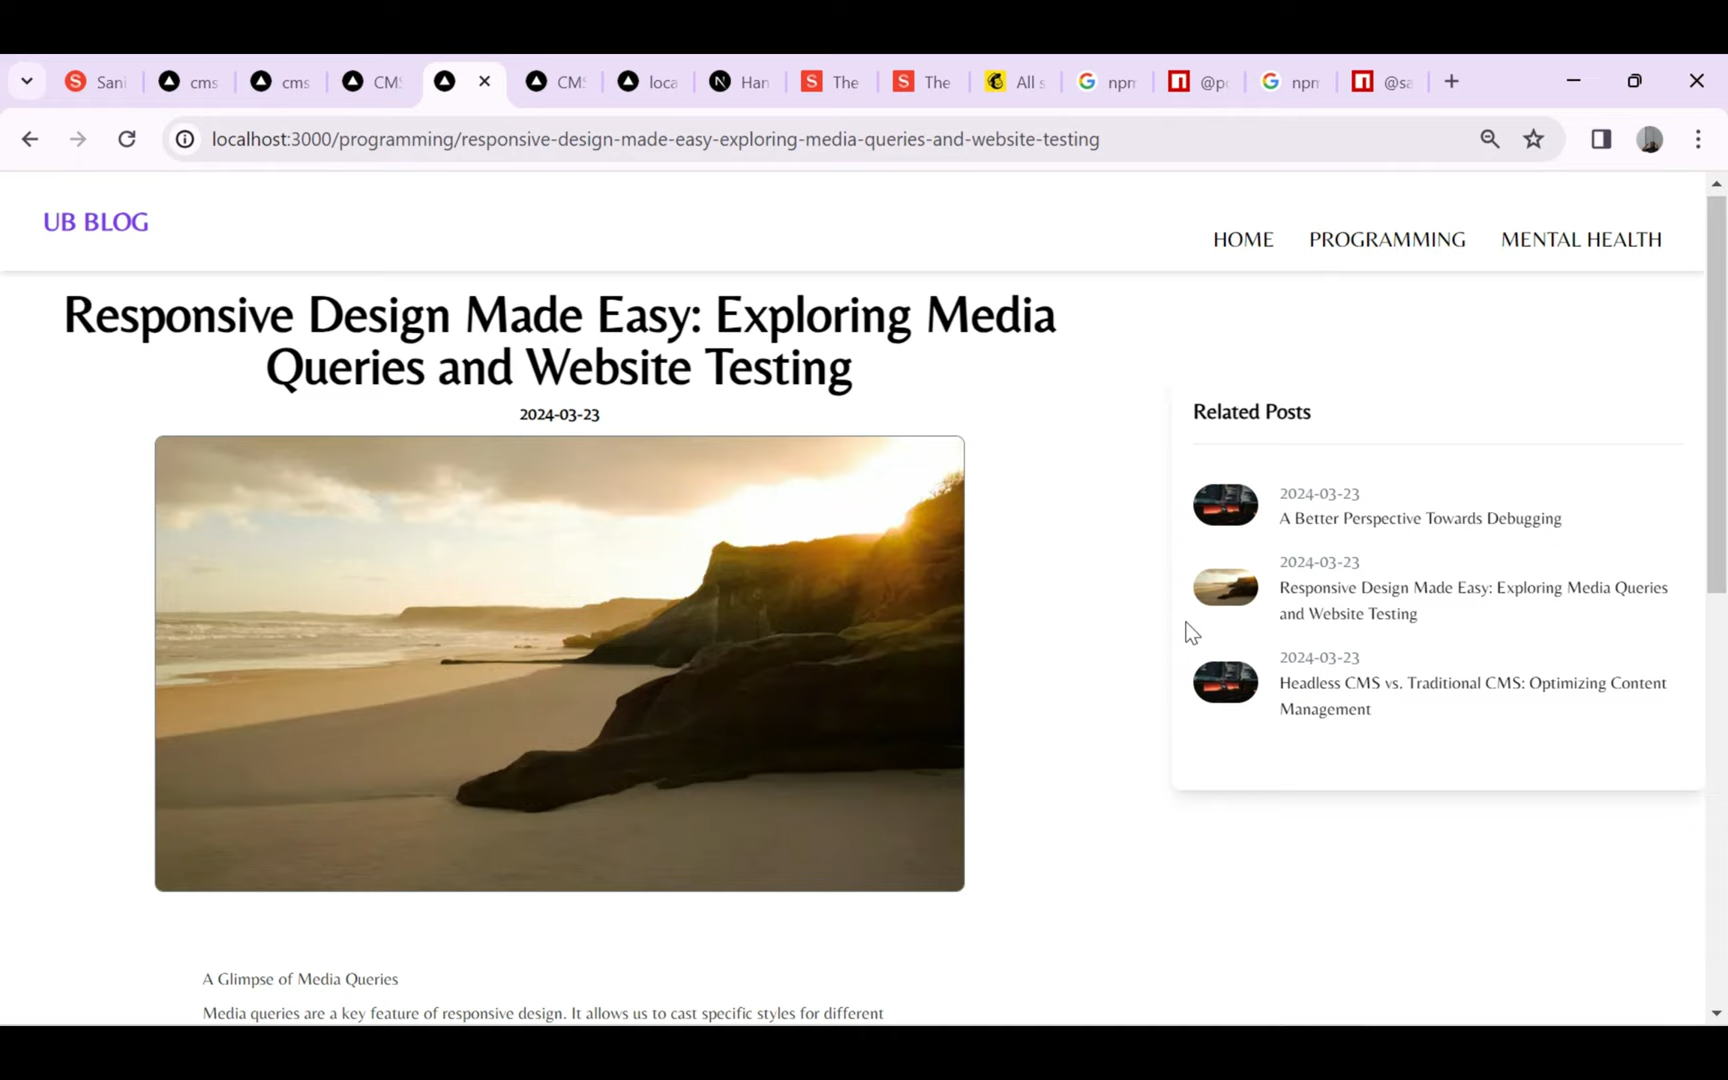 Sani
cms
cms
CM
CM
loca
Han
The
The
All s
npm
@p
npm
@sa
localhost:3000/programming/responsive-design-made-easy-exploring-media-queries-and-website-testing
UB BLOG
HOME
PROGRAMMING
MENTAL HEALTH
Responsive Design Made Easy: Exploring Media
Queries and Website Testing
2024-03-23
Related Posts
2024-03-23
A Better Perspective Towards Debugging
2024-03-23
Responsive Design Made Easy: Exploring Media Queries
and Website Testing
2024-03-23
Headless CMS vs. Traditional CMS: Optimizing Content
Management
A Glimpse of Media Queries
Media queries are a key feature of responsive design. It allows us to cast specific styles for different